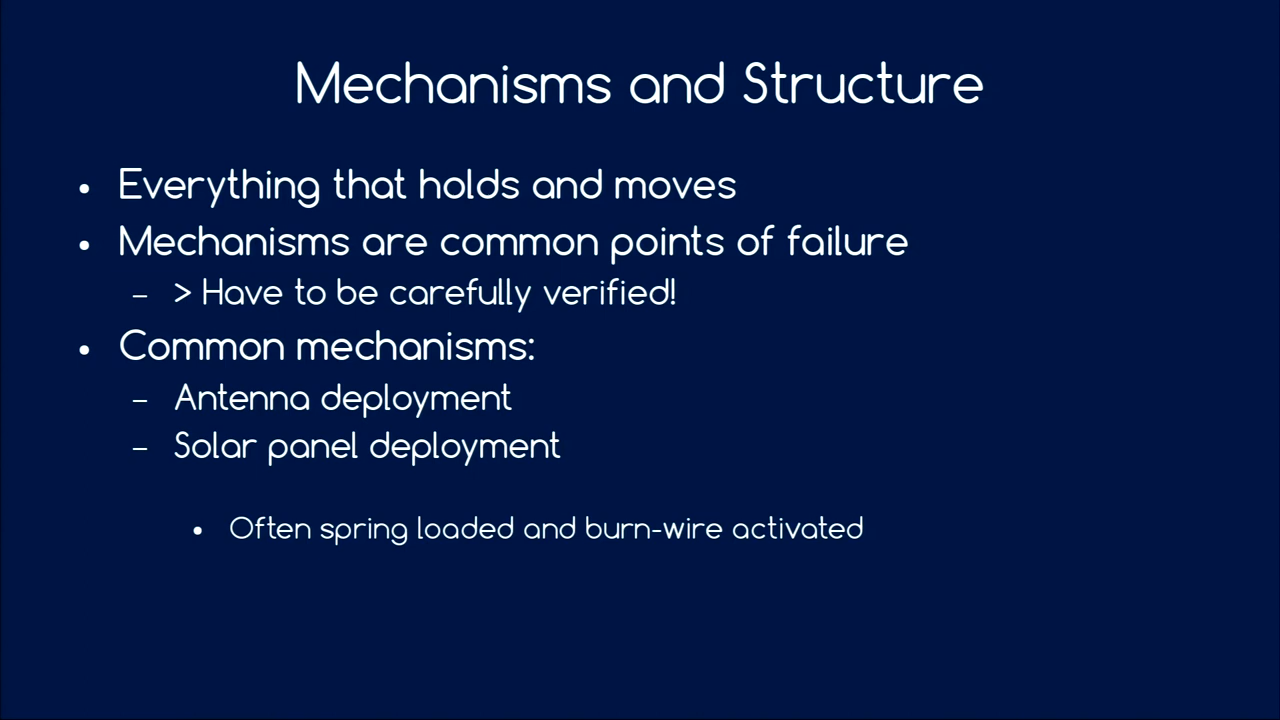 Mechanisms and Structure
• Everything that holds and moves
• Mechanisms are common points of failure
– > Have to be carefully verified!
• Common mechanisms:
– Antenna deployment
– Solar panel deployment
• Often spring loaded and burn-wire activated